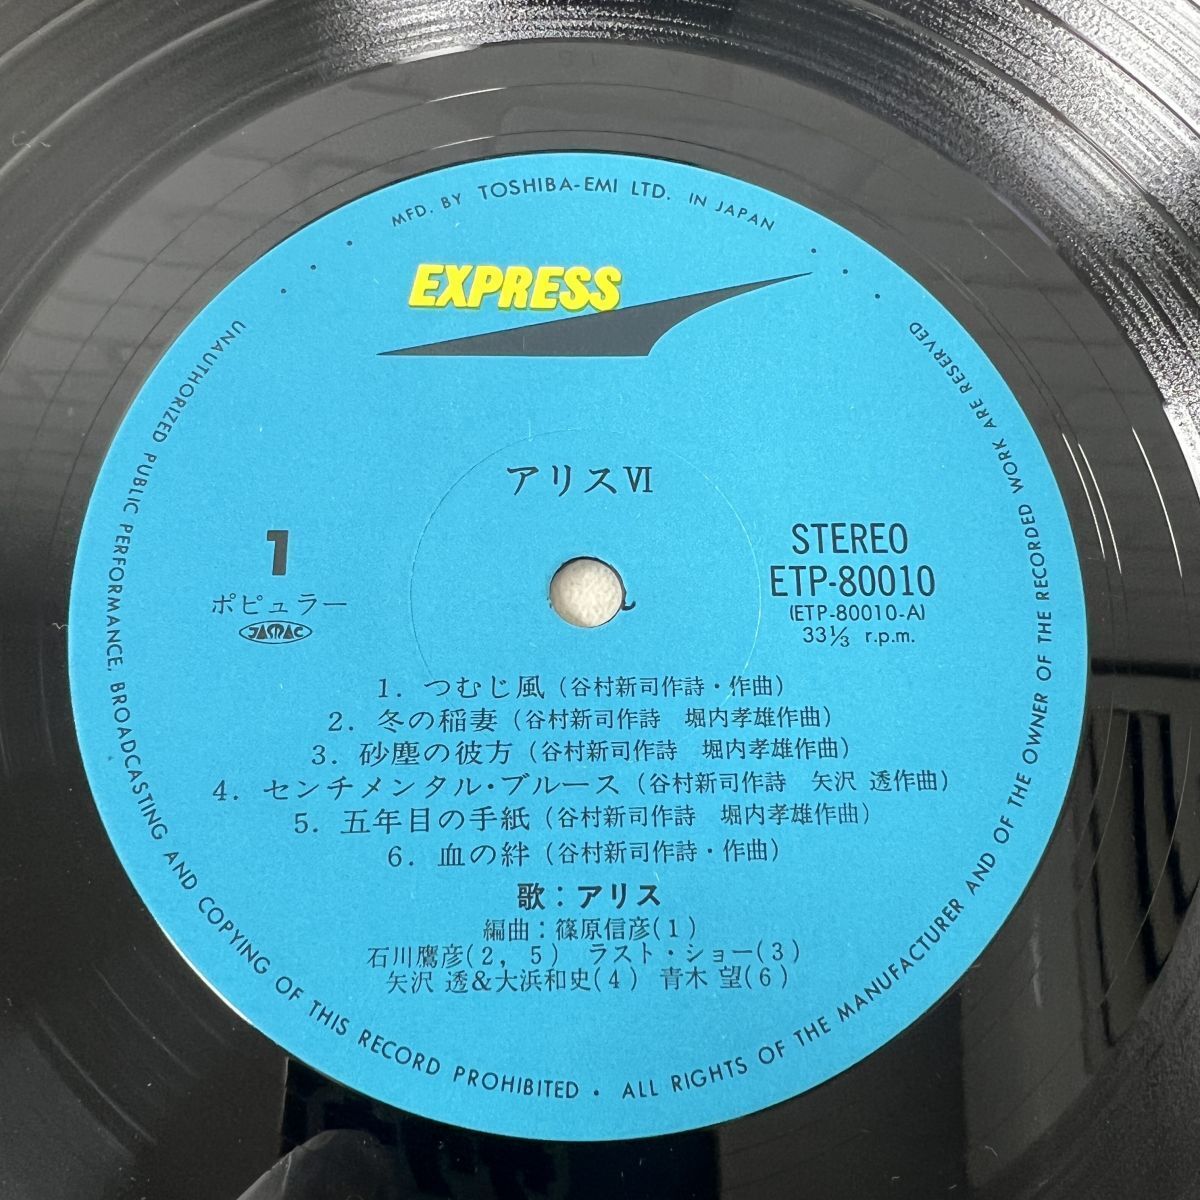 MFD. BY TOSHIBA-EMI LTD. IN JAPAN
EXPRESS
アリスⅥ
1
ポピュラー
JASRAC
STEREO
ETP-80010
(ETP-80010-A)
33⅓ r.p.m.
1. つむじ風(谷村新司作詩・作曲)
2. 冬の稲妻(谷村新司作詩 堀内孝雄作曲)
3. 砂塵の彼方(谷村新司作詩 堀内孝雄作曲)
4. センチメンタル・ブルース(谷村新司作詩 矢沢 透作曲)
5. 五年目の手紙(谷村新司作詩 堀内孝雄作曲)
6. 血の絆(谷村新司作詩・作曲)
歌：アリス
編曲：篠原信彦(1)
石川鷹彦(2, 5) ラスト・ショー(3)
矢沢 透&大浜和史(4) 青木 望(6)
UNAUTHORIZED PUBLIC PERFORMANCE, BROADCASTING AND COPYING OF THIS RECORD PROHIBITED • ALL RIGHTS OF THE MANUFACTURER AND OF THE OWNER OF THE RECORDED WORK ARE RESERVED